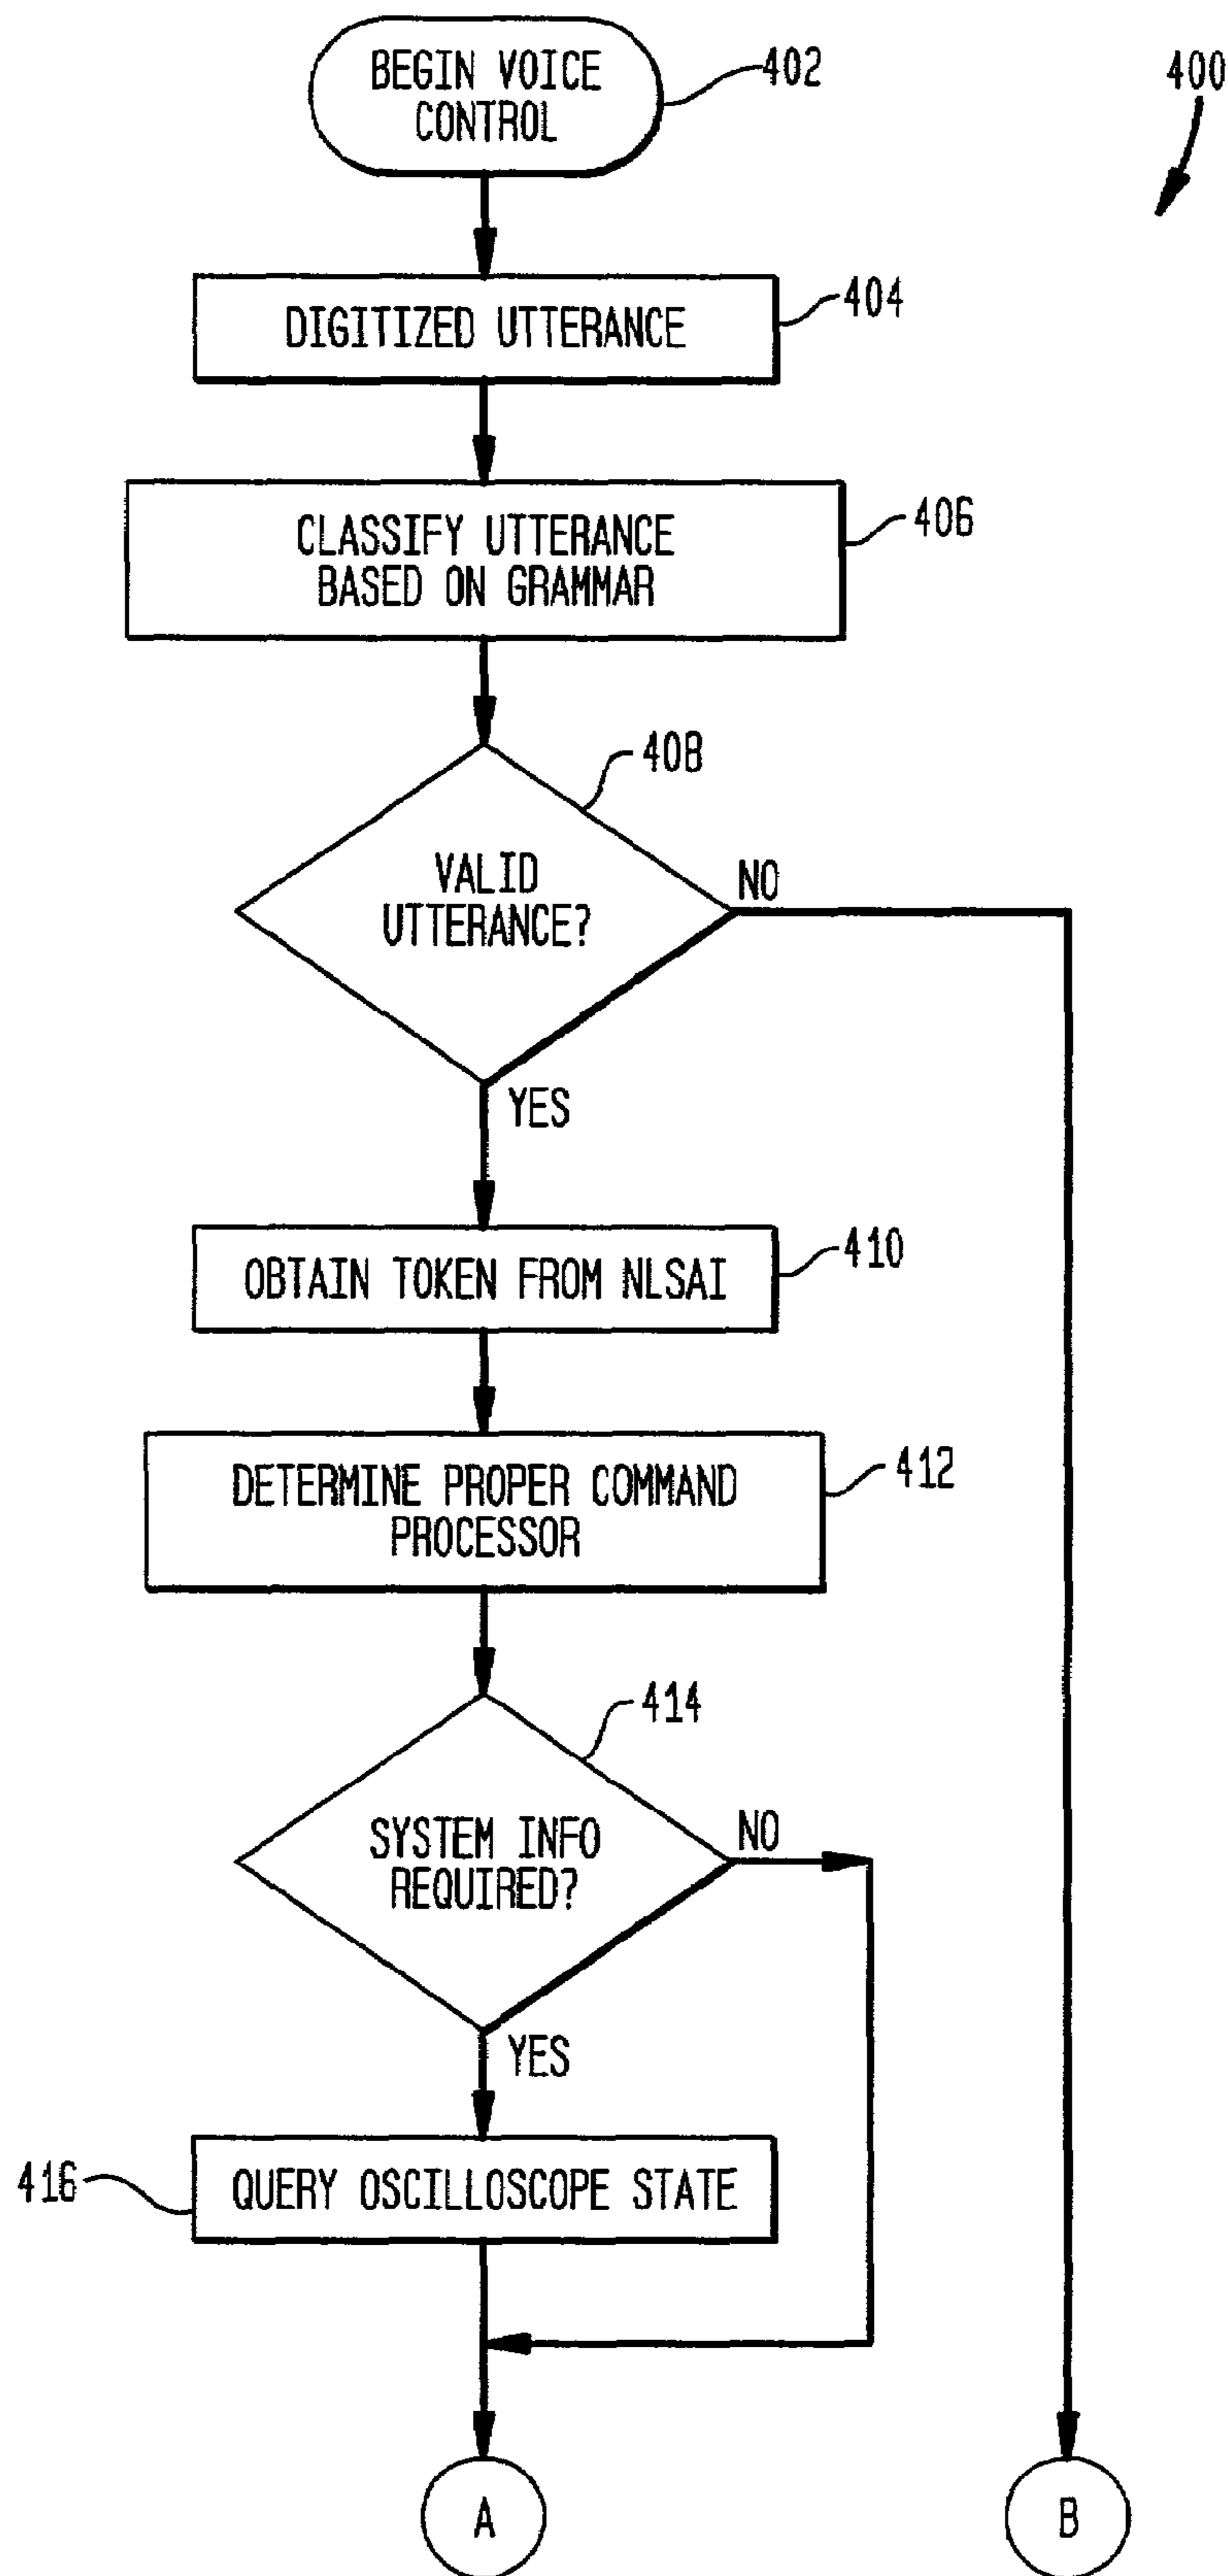 BEGIN VOICE
CONTROL
402
400
DIGITIZED UTTERANCE
404
CLASSIFY UTTERANCE
BASED ON GRAMMAR
406
408
VALID
UTTERANCE?
NO
YES
OBTAIN TOKEN FROM NLSAI
410
DETERMINE PROPER COMMAND
PROCESSOR
412
414
SYSTEM INFO
REQUIRED?
NO
YES
416
QUERY OSCILLOSCOPE STATE
A
B